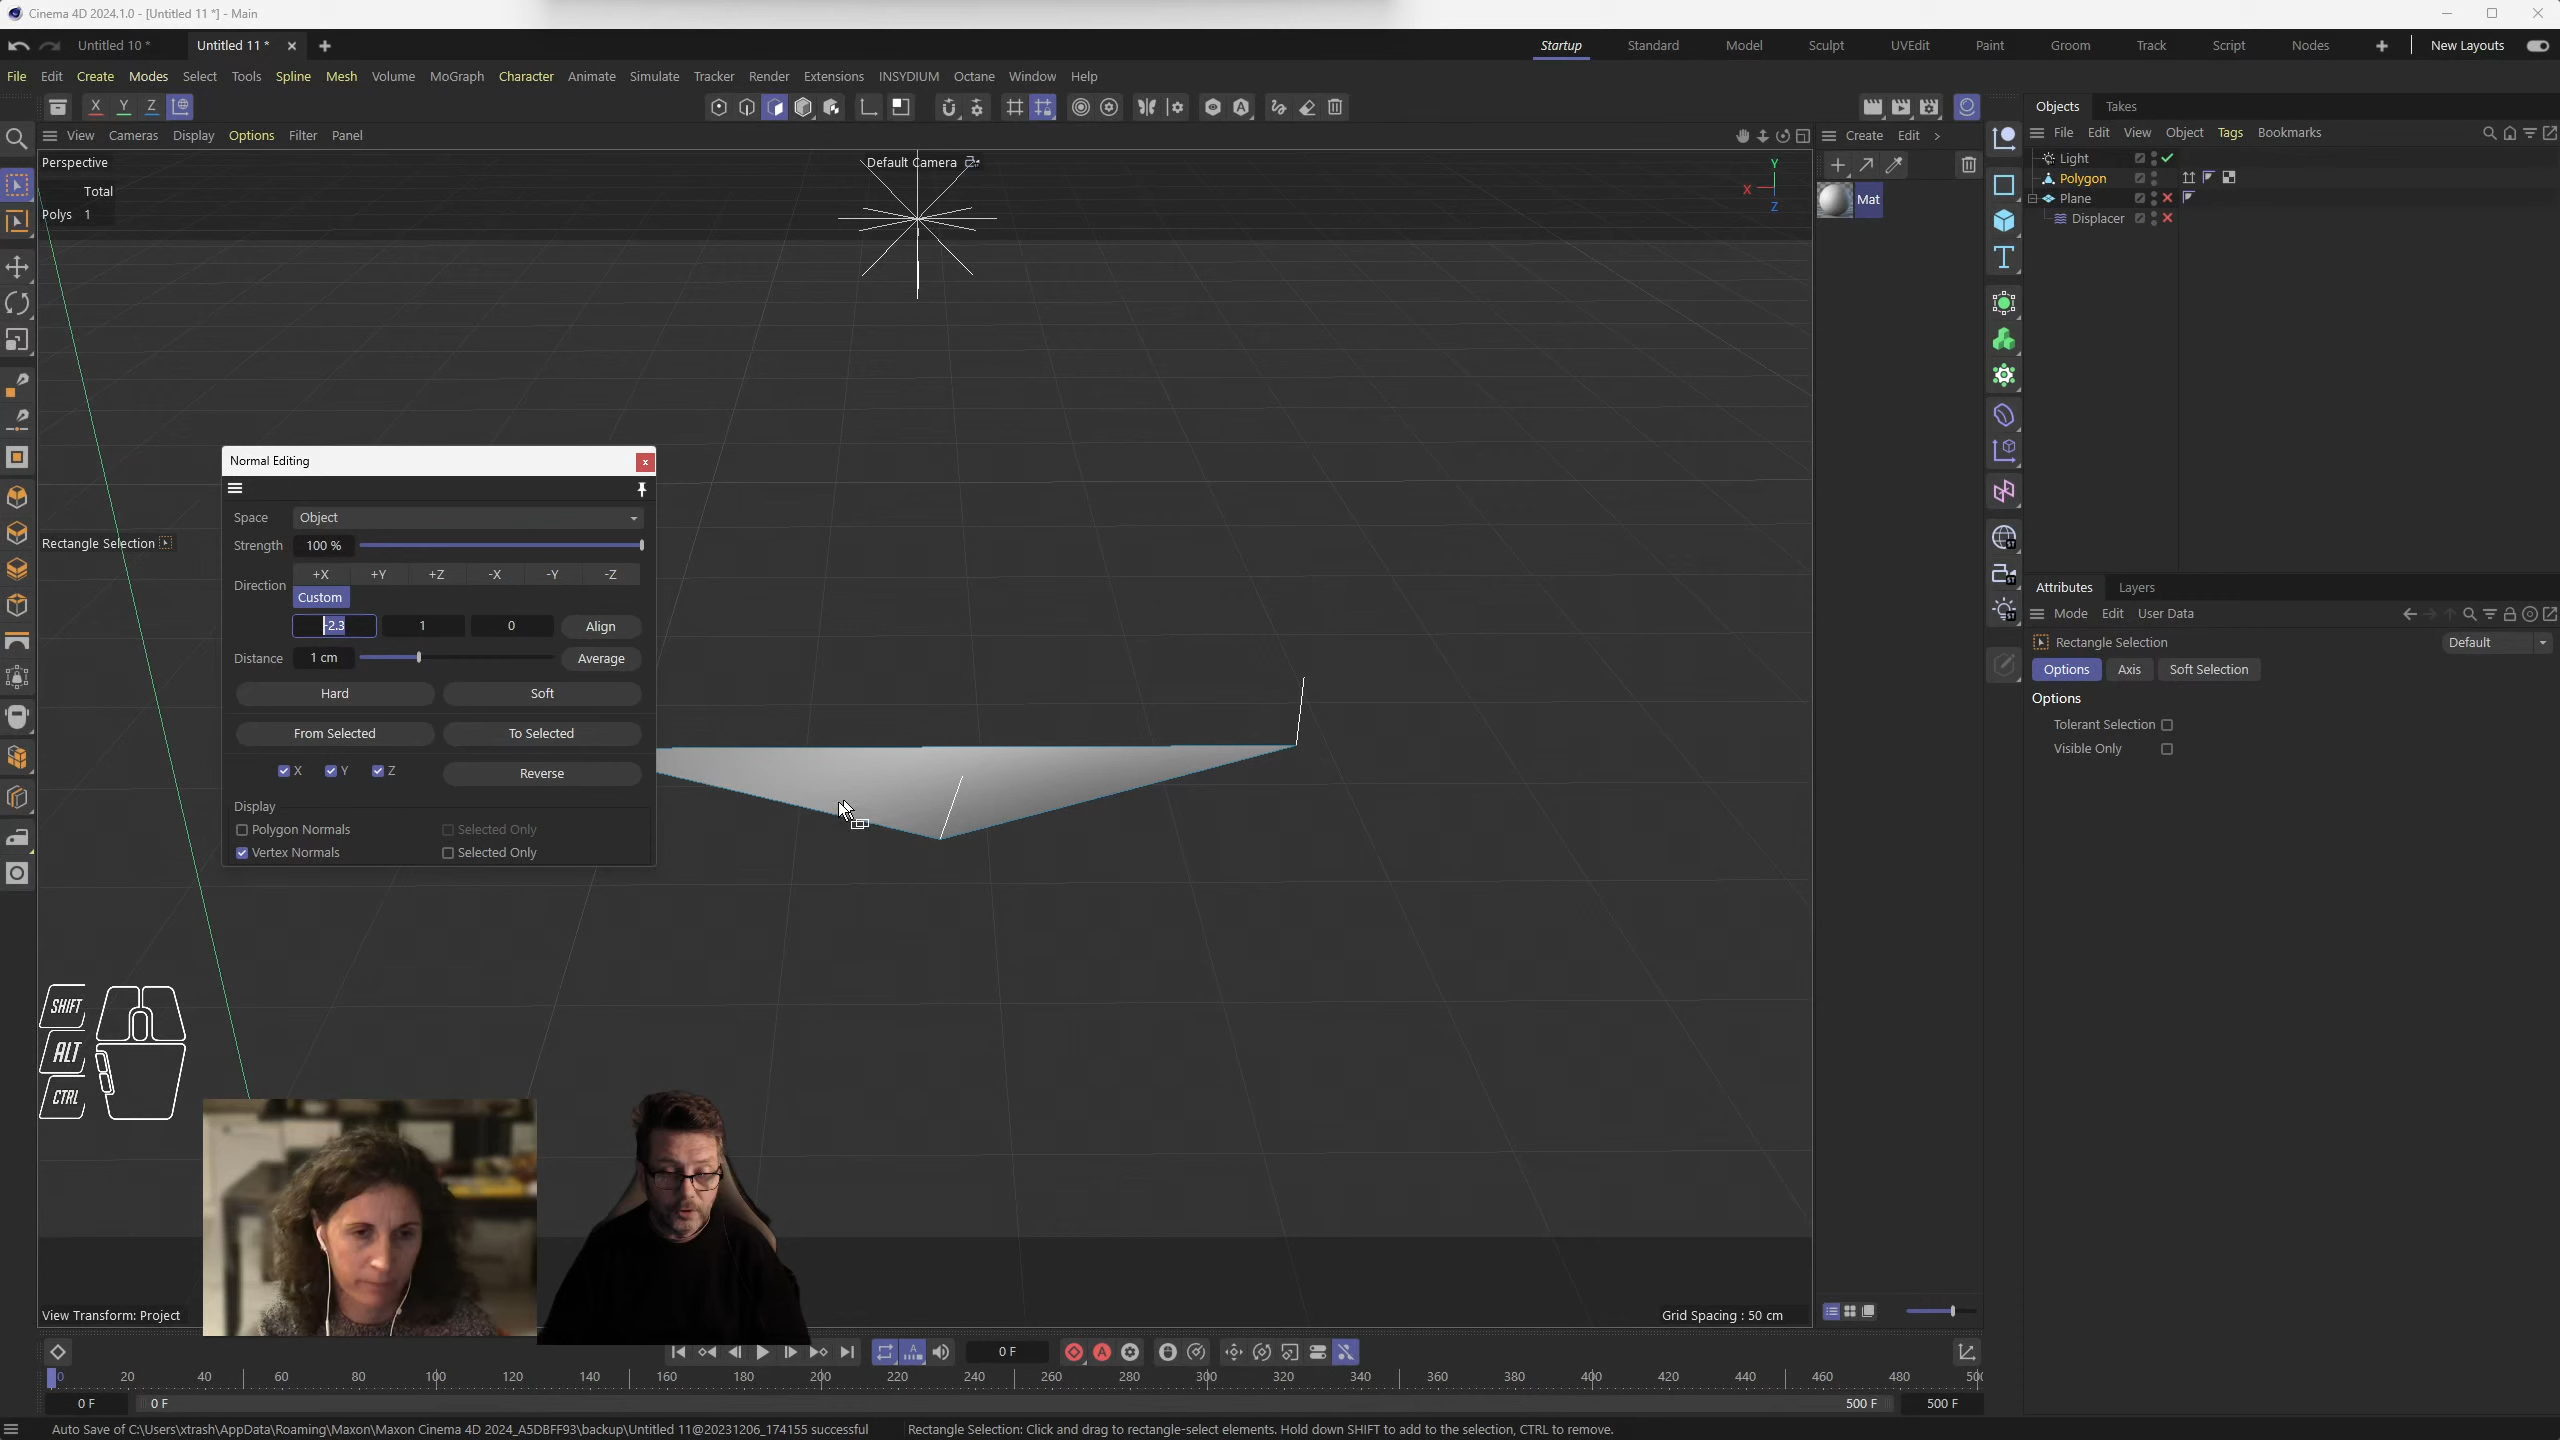 Cinema 4D 2024.1.0 - [Untitled 11 *] - Main
Untitled 10 *
Untitled 11 *
Startup
Standard
Model
Sculpt
UVEdit
Paint
Groom
Track
Script
Nodes
New Layouts
File
Edit
Create
Modes
Select
Tools
Spline
Mesh
Volume
MoGraph
Character
Animate
Simulate
Tracker
Render
Extensions
INSYDIUM
Octane
Window
Help
X
Y
Z
Objects
Takes
View
Cameras
Display
Options
Filter
Panel
Create
Edit
File
Edit
View
Object
Tags
Bookmarks
Perspective
Default Camera
Y
X
Z
Total
Polys 1
Mat
Light
Polygon
Plane
Displacer
Normal Editing
Space
Object
Rectangle Selection
Strength
100 %
Direction
+X
+Y
+Z
-X
-Y
-Z
Custom
-2.3
1
0
Align
Distance
1 cm
Average
Hard
Soft
From Selected
To Selected
X
Y
Z
Reverse
Display
Polygon Normals
Selected Only
Vertex Normals
Selected Only
Attributes
Layers
Mode
Edit
User Data
Rectangle Selection
Default
Options
Axis
Soft Selection
Options
Tolerant Selection
Visible Only
SHIFT
ALT
CTRL
View Transform: Project
Grid Spacing : 50 cm
0 F
0 20 40 60 80 100 120 140 160 180 200 220 240 260 280 300 320 340 360 380 400 420 440 460 480
0 F
0 F
500 F
500 F
Auto Save of C:\Users\xtrash\AppData\Roaming\Maxon\Maxon Cinema 4D 2024_A5DBFF93\backup\Untitled 11@20231206_174155 successful
Rectangle Selection: Click and drag to rectangle-select elements. Hold down SHIFT to add to the selection, CTRL to remove.